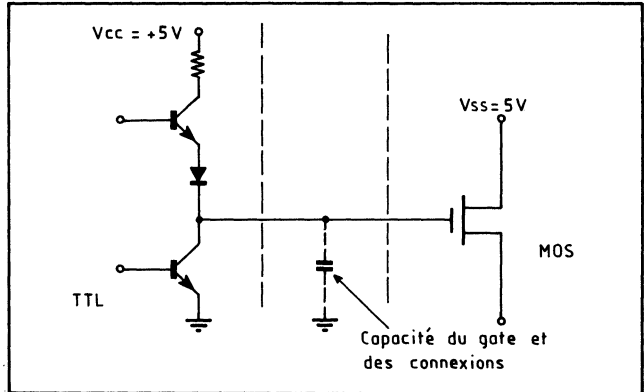 Vcc = +5V
Vss= 5V
MOS
TTL
Capacité du gate et
des connexions